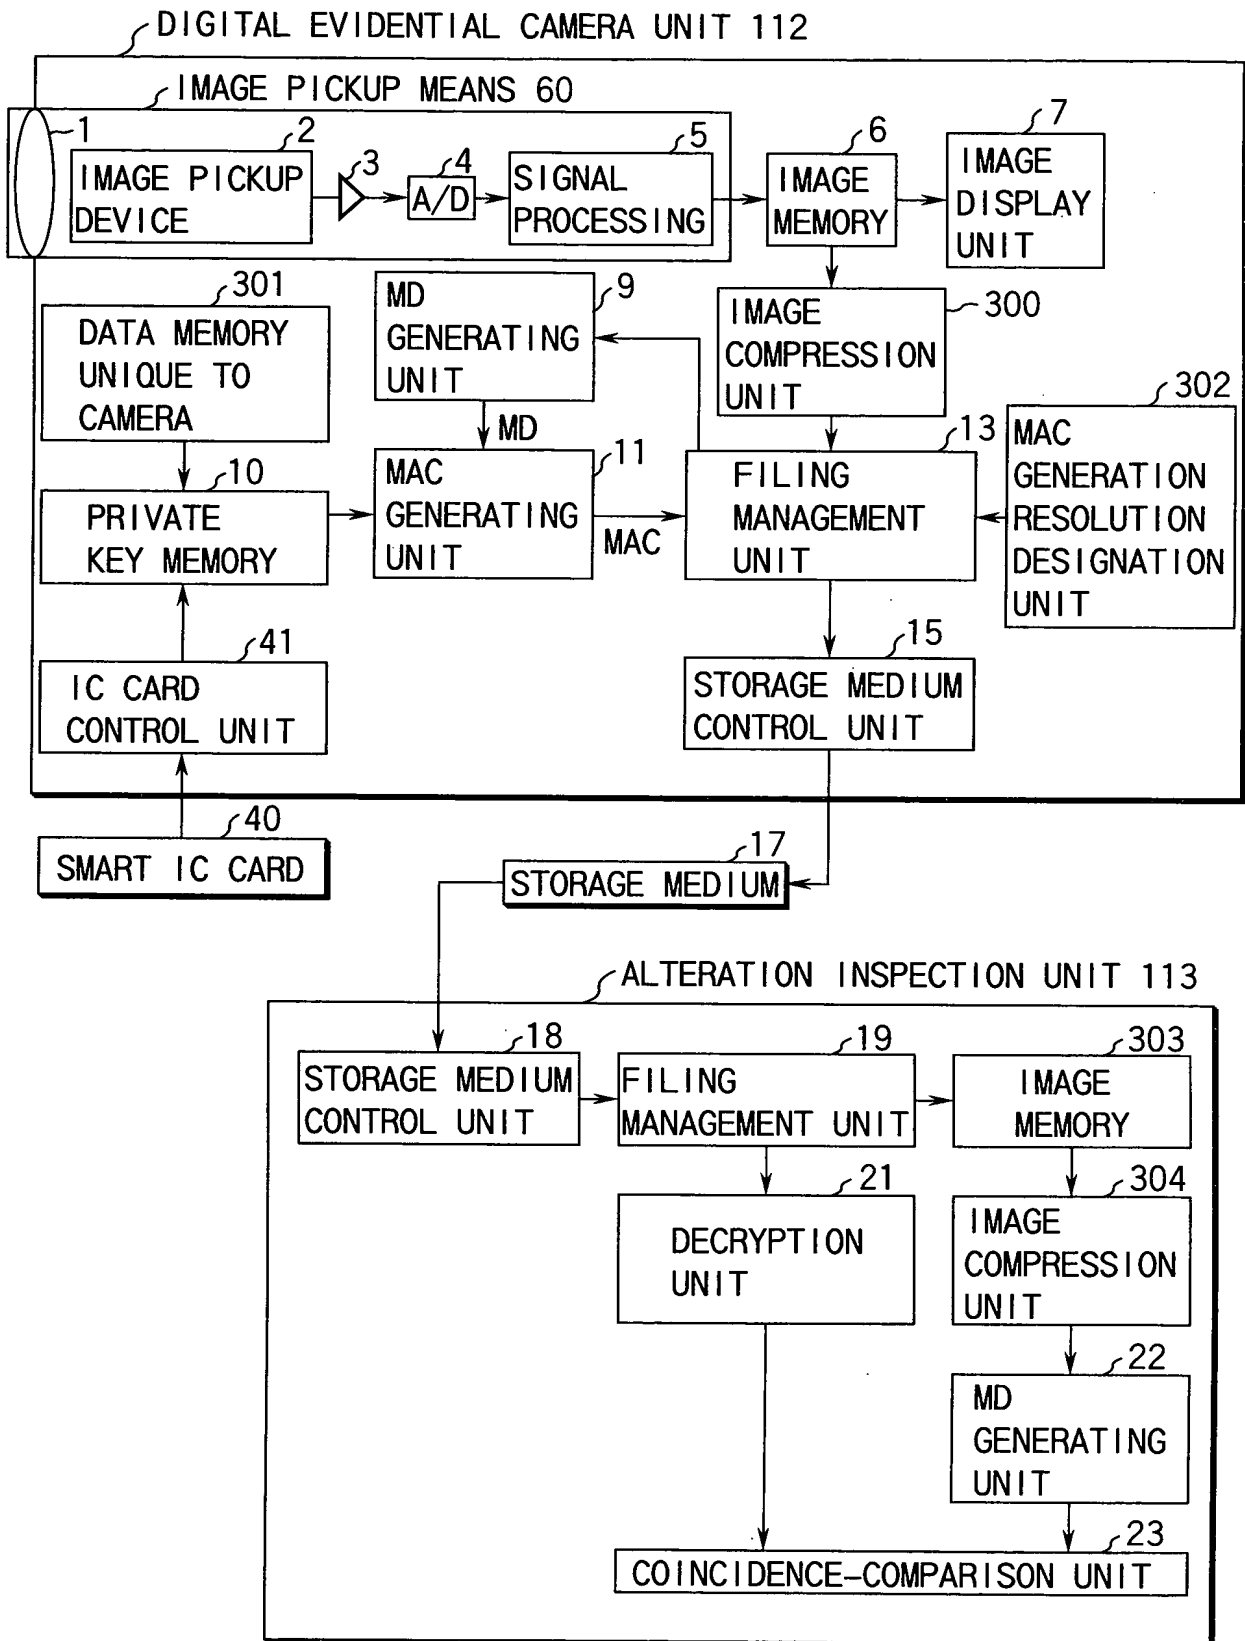 DIGITAL EVIDENTIAL CAMERA UNIT 112
IMAGE PICKUP MEANS 60
1
2
IMAGE PICKUP
DEVICE
3
4
A/D
5
SIGNAL
PROCESSING
6
IMAGE
MEMORY
7
IMAGE
DISPLAY
UNIT
301
DATA MEMORY
UNIQUE TO
CAMERA
9
MD
GENERATING
UNIT
300
IMAGE
COMPRESSION
UNIT
302
MAC
GENERATION
RESOLUTION
DESIGNATION
UNIT
MD
10
PRIVATE
KEY MEMORY
11
MAC
GENERATING
UNIT
MAC
13
FILING
MANAGEMENT
UNIT
41
IC CARD
CONTROL UNIT
15
STORAGE MEDIUM
CONTROL UNIT
40
SMART IC CARD
17
STORAGE MEDIUM
ALTERATION INSPECTION UNIT 113
18
STORAGE MEDIUM
CONTROL UNIT
19
FILING
MANAGEMENT UNIT
303
IMAGE
MEMORY
21
DECRYPTION
UNIT
304
IMAGE
COMPRESSION
UNIT
22
MD
GENERATING
UNIT
23
COINCIDENCE-COMPARISON UNIT